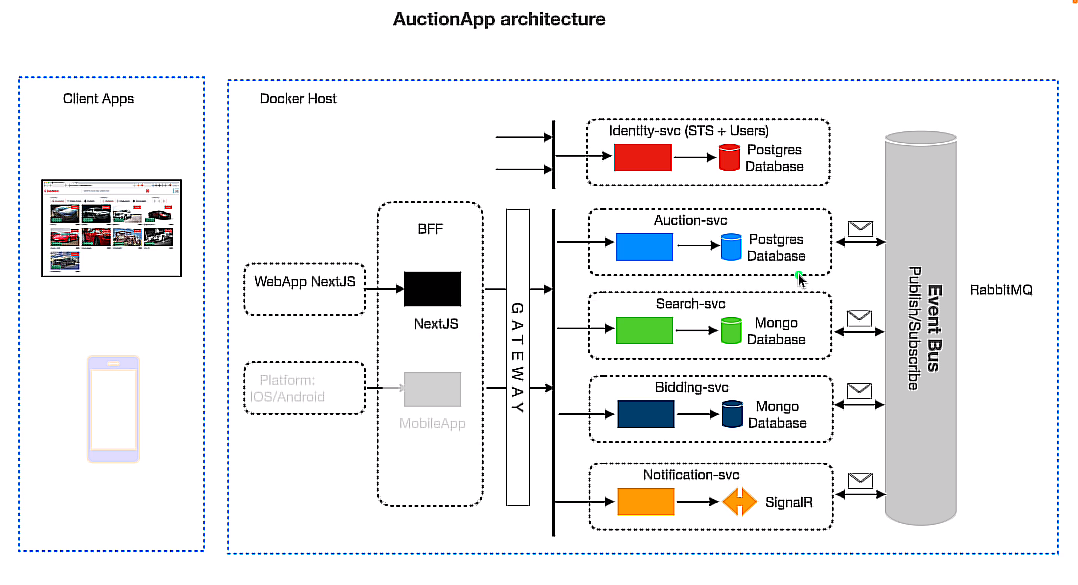 AuctionApp architecture
Client Apps
Docker Host
Identity-svc (STS + Users)
Postgres
Database
BFF
Auction-svc
Postgres
Database
WebApp NextJS
NextJS
GATEWAY
Search-svc
Mongo
Database
Event Bus
Publish/Subscribe
RabbitMQ
Platform:
IOS/Android
MobileApp
Bidding-svc
Mongo
Database
Notification-svc
SignalR